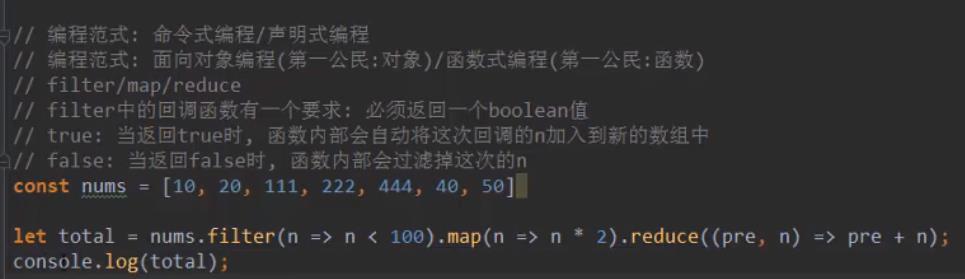 // 编程范式: 命令式编程/声明式编程
// 编程范式: 面向对象编程(第一公民:对象)/函数式编程(第一公民:函数)
// filter/map/reduce
// filter中的回调函数有一个要求: 必须返回一个boolean值
// true: 当返回true时, 函数内部会自动将这次回调的n加入到新的数组中
// false: 当返回false时, 函数内部会过滤掉这次的n
const nums = [10, 20, 111, 222, 444, 40, 50]
let total = nums.filter(n => n < 100).map(n => n * 2).reduce((pre, n) => pre + n);
console.log(total);